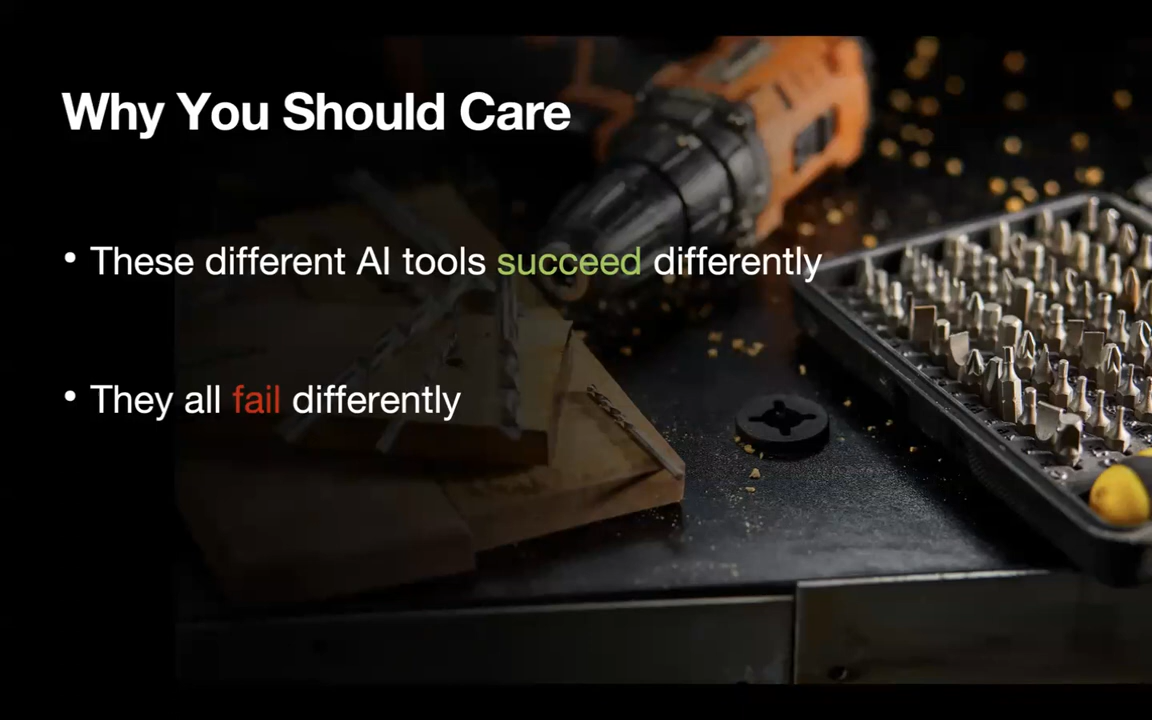 Why You Should Care
• These different AI tools succeed differently
• They all fail differently